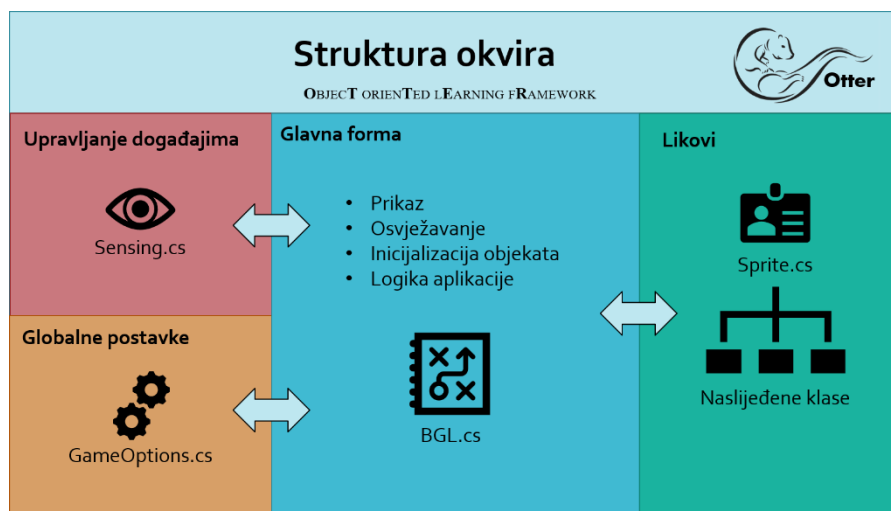 Struktura okvira
OBJECT ORIENTED LEARNING FRAMEWORK
Otter
Upravljanje događajima
Sensing.cs
Globalne postavke
GameOptions.cs
Glavna forma
• Prikaz
• Osvježavanje
• Inicijalizacija objekata
• Logika aplikacije
BGL.cs
Likovi
Sprite.cs
Naslijeđene klase